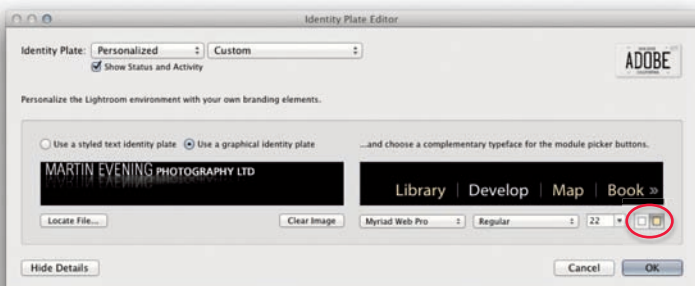 Identity Plate Editor
Identity Plate: Personalized Custom
Show Status and Activity
ADOBE
Personalize the Lightroom environment with your own branding elements.
Use a styled text identity plate Use a graphical identity plate ...and choose a complementary typeface for the module picker buttons.
MARTIN EVENING PHOTOGRAPHY LTD
Library | Develop | Map | Book »
Locate File... Clear Image Myriad Web Pro Regular 22
Hide Details Cancel OK